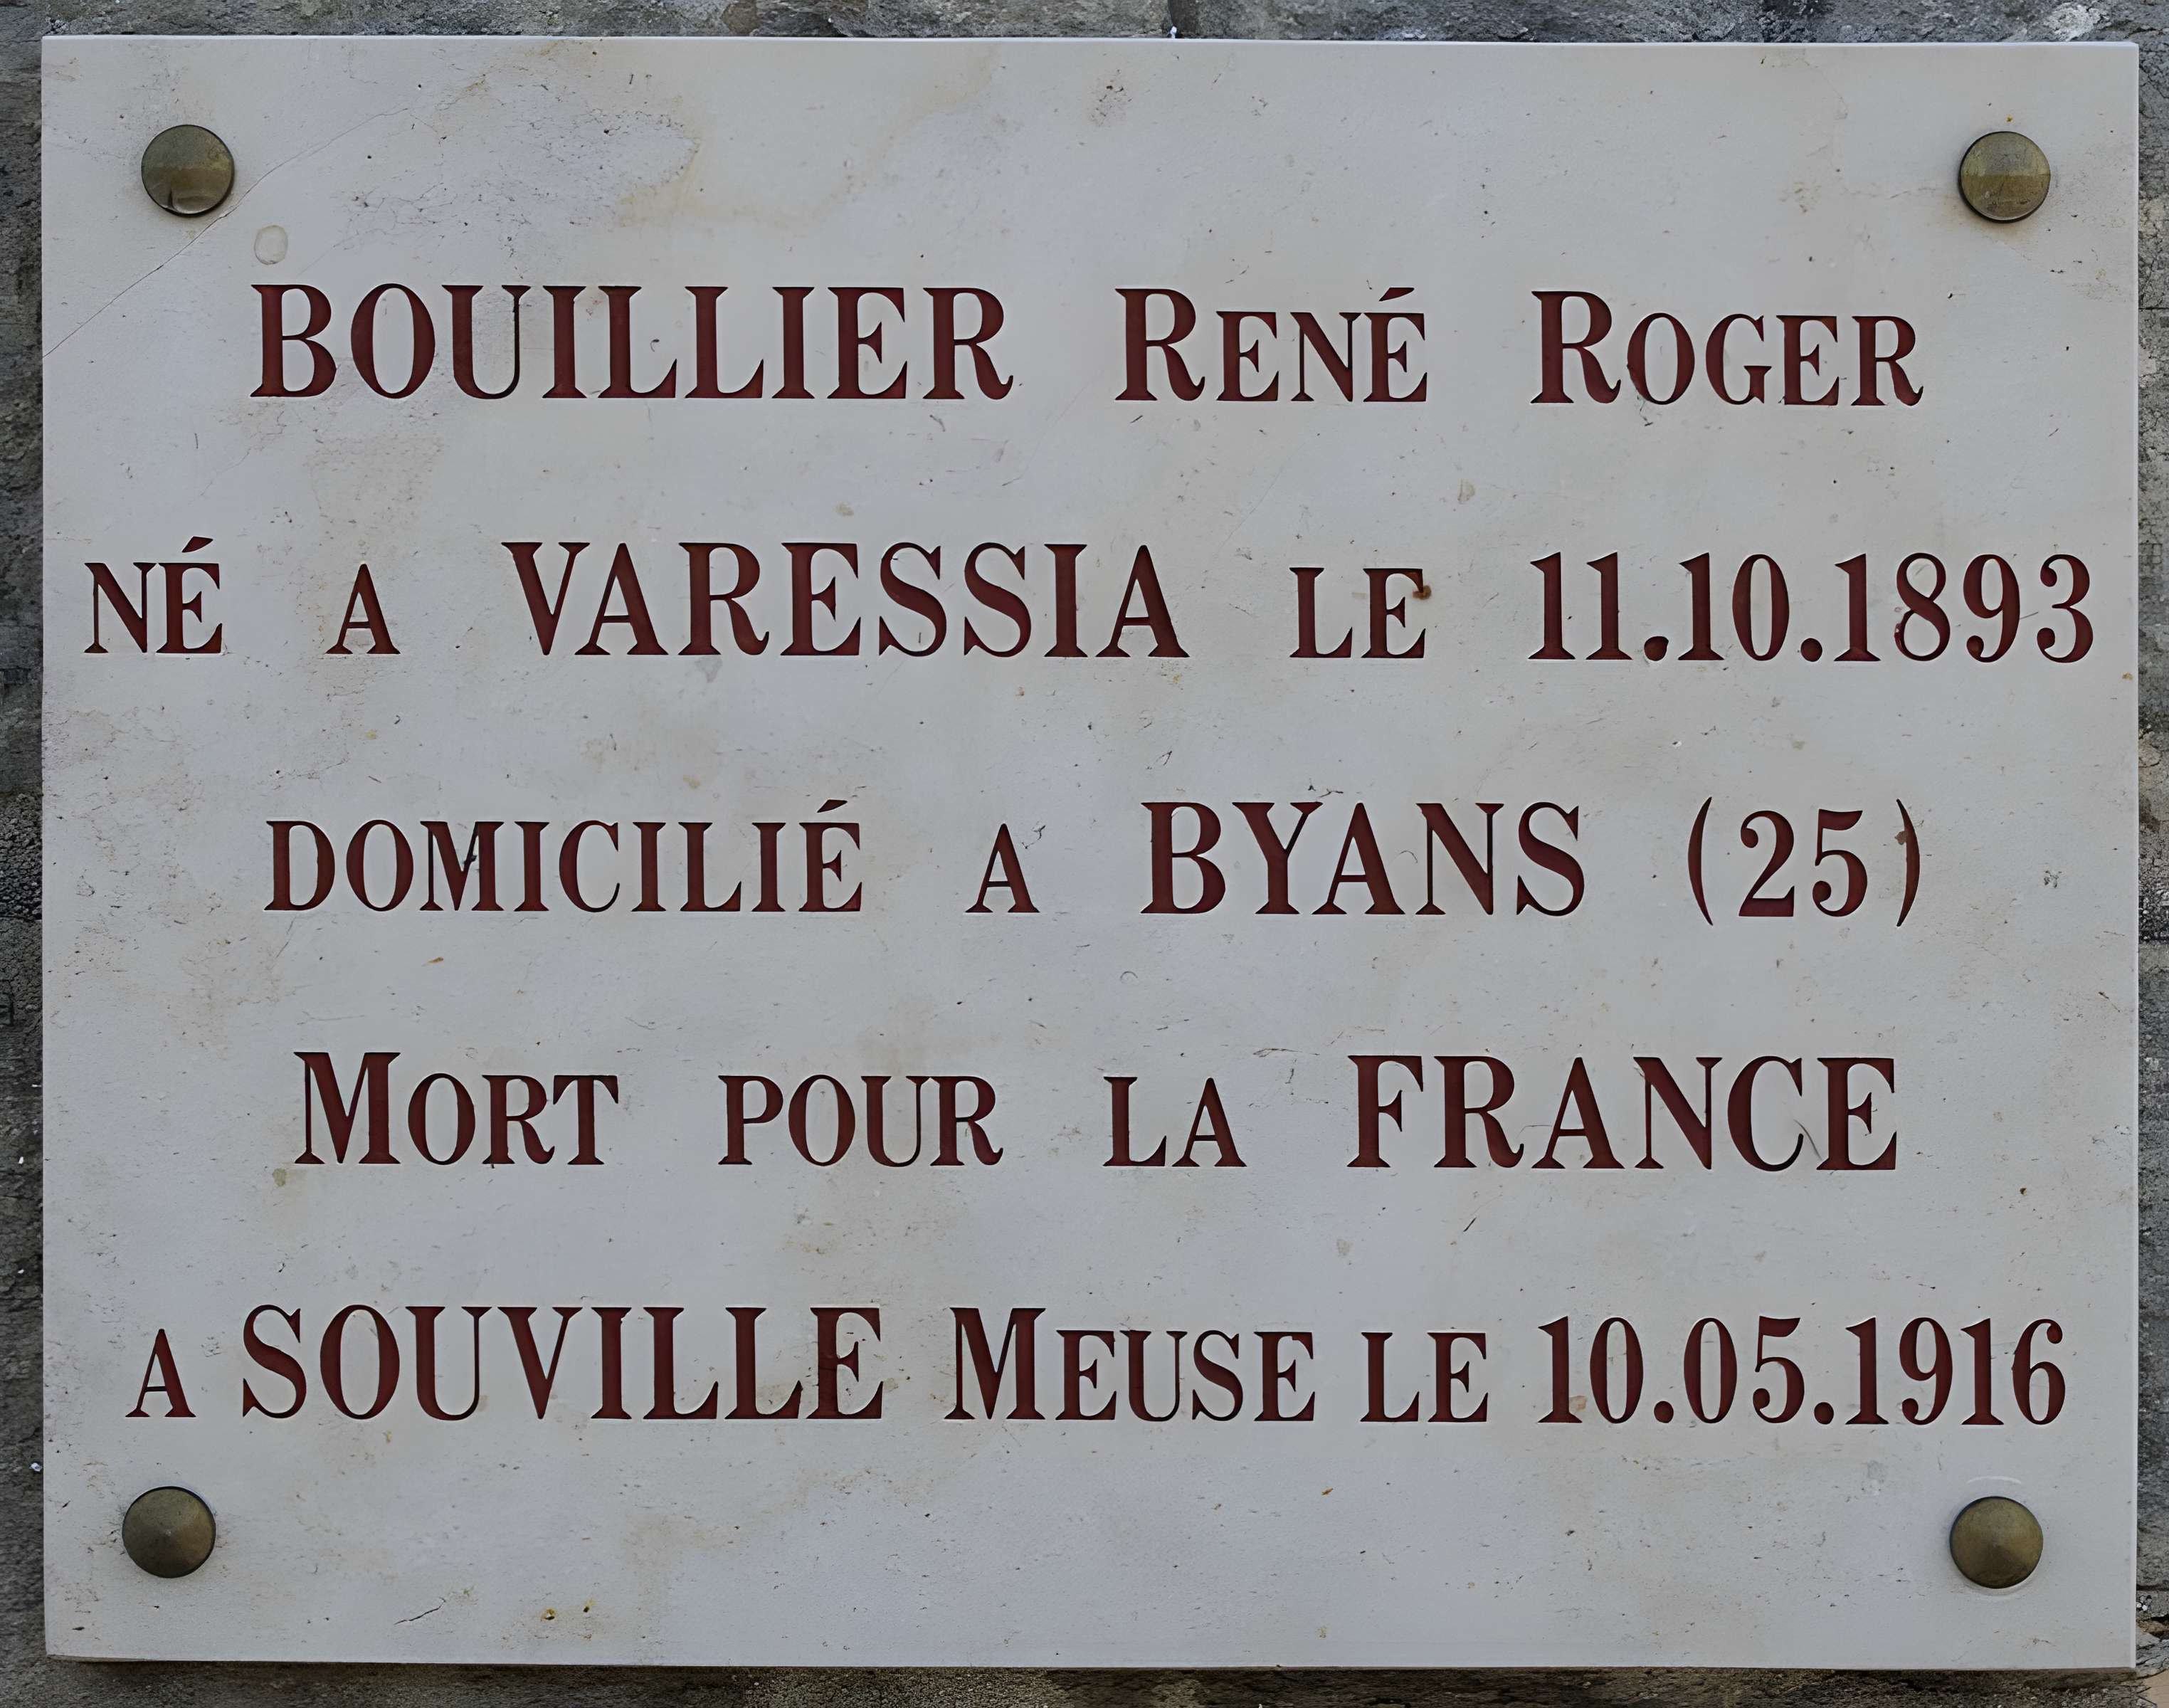 BOUILLIER RENÉ ROGER
NÉ A VARESSIA LE 11.10.1893
DOMICILIÉ A BYANS (25)
MORT POUR LA FRANCE
A SOUVILLE MEUSE LE 10.05.1916